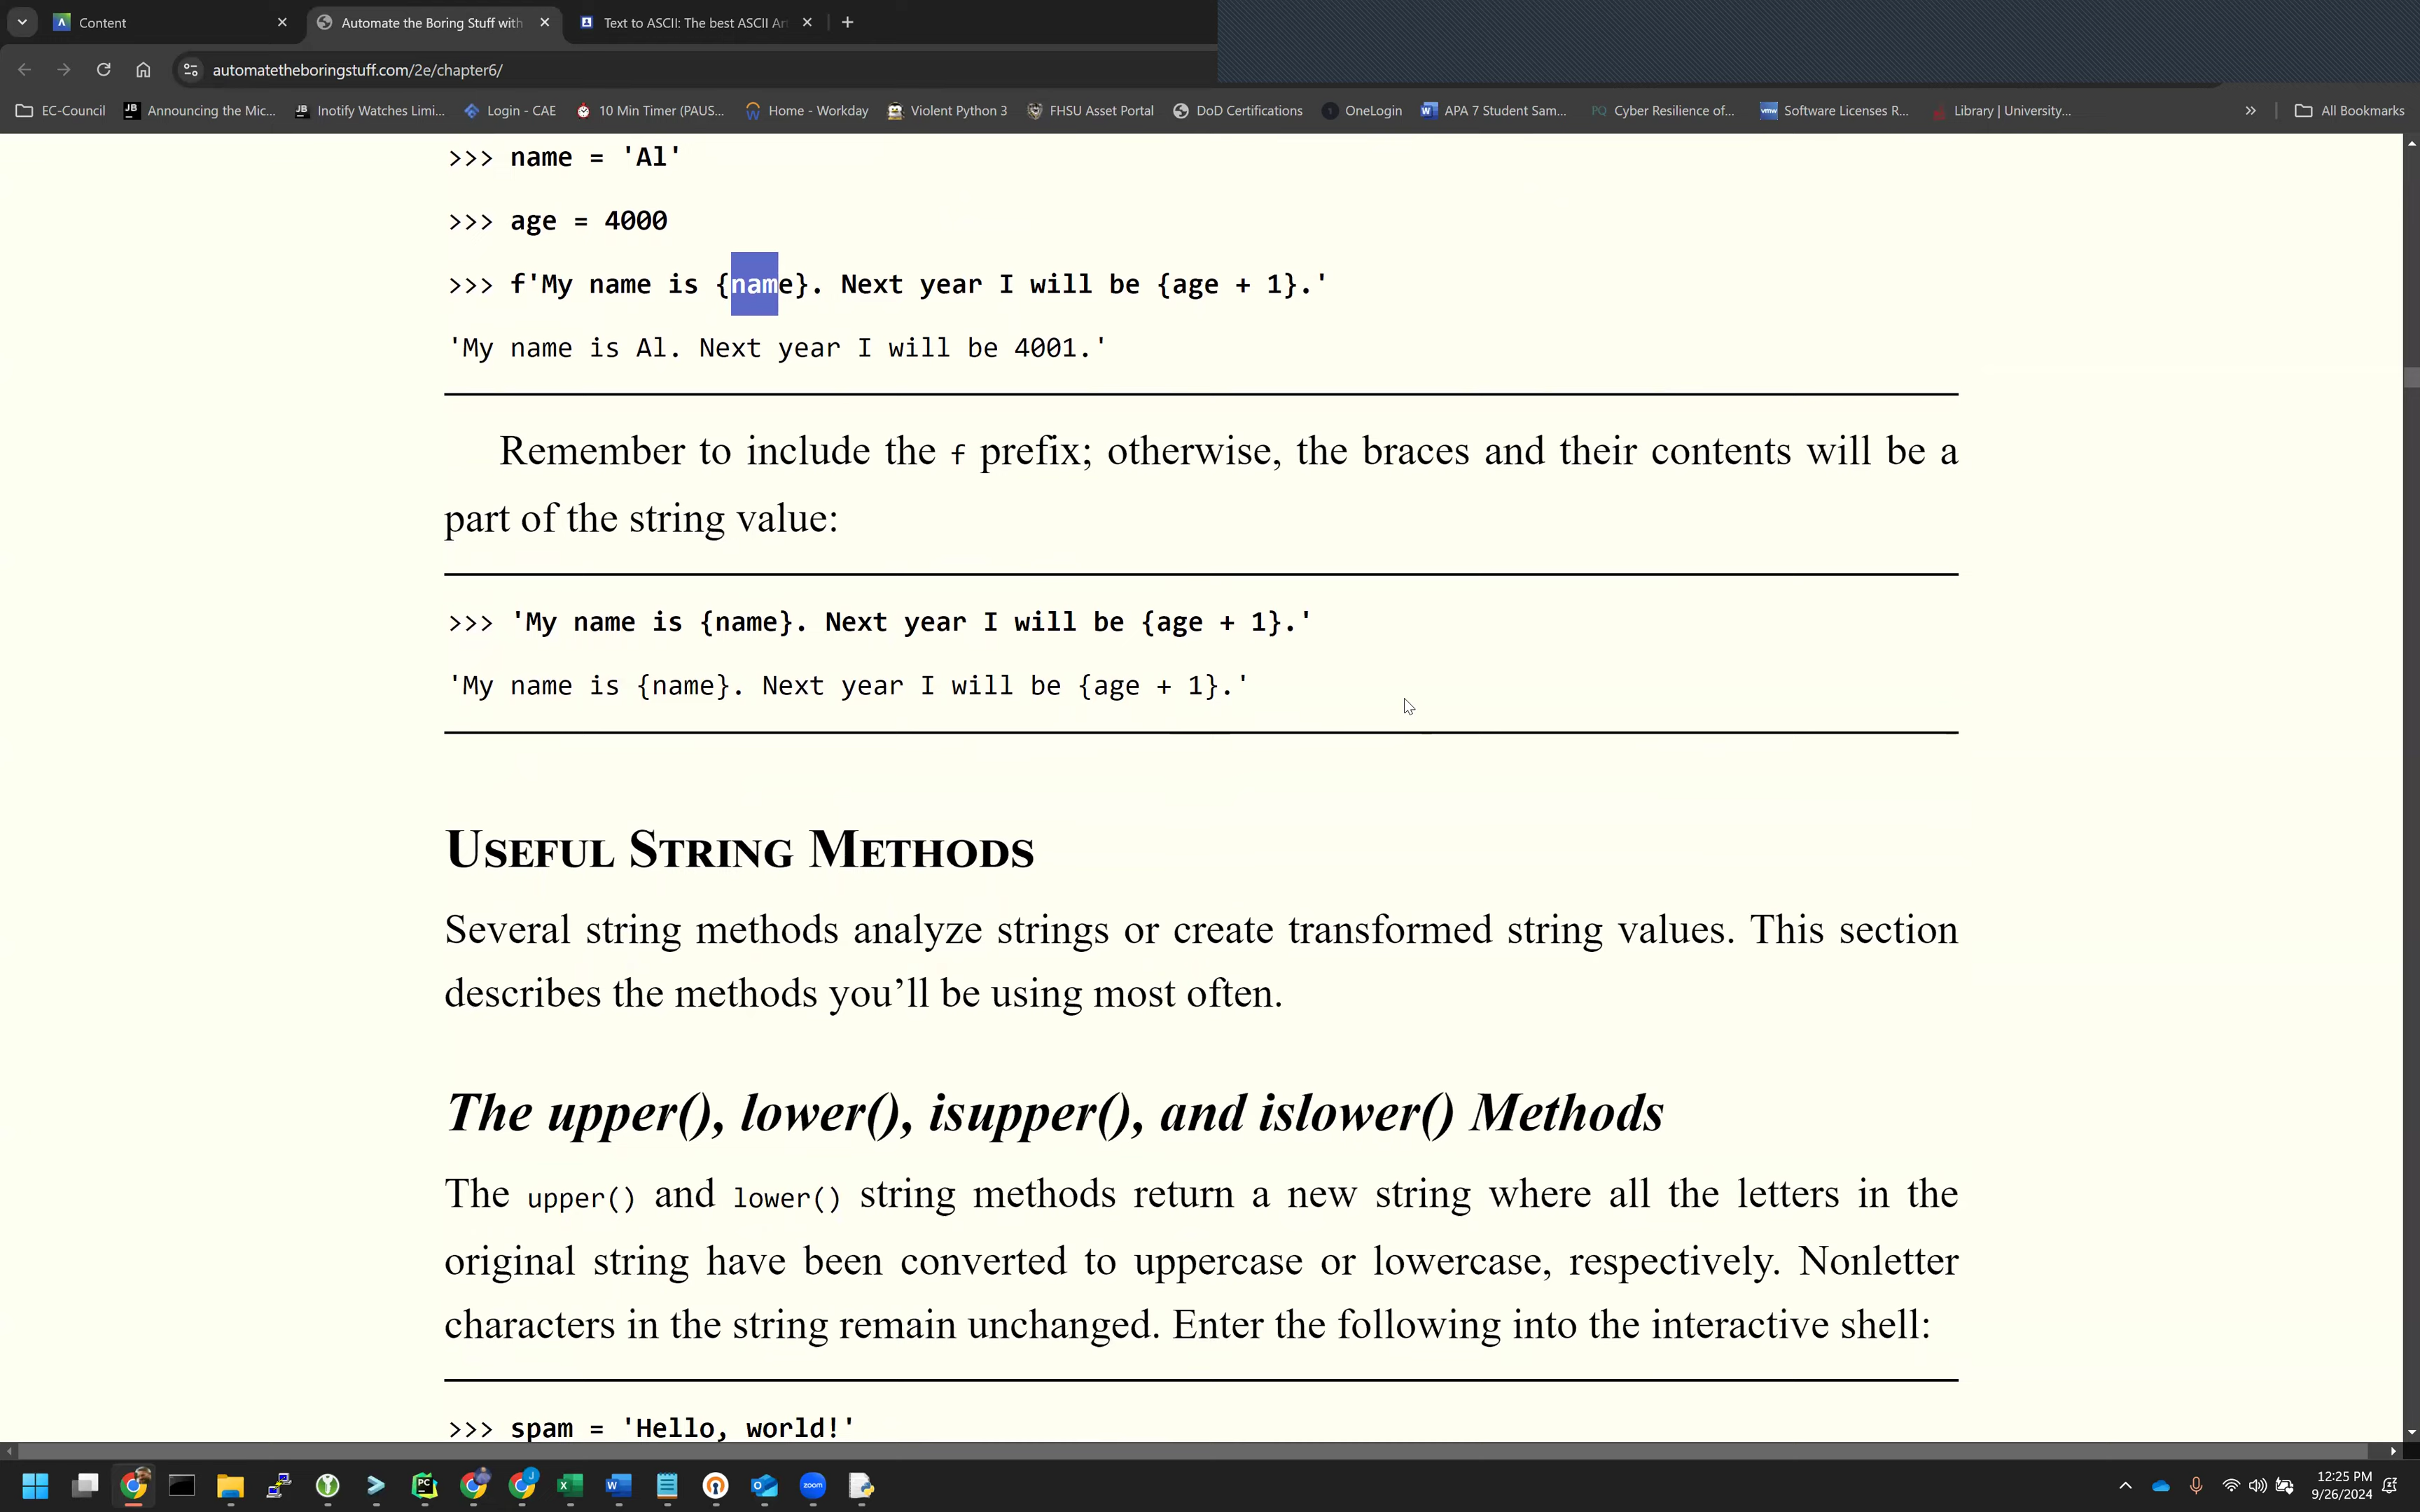 Content
Automate the Boring Stuff with
Text to ASCII: The best ASCII Ar
automatetheboringstuff.com/2e/chapter6/
EC-Council
Announcing the Mic...
Inotify Watches Limi...
Login - CAE
10 Min Timer (PAUS...
Home - Workday
Violent Python 3
FHSU Asset Portal
DoD Certifications
OneLogin
APA 7 Student Sam...
Cyber Resilience of...
Software Licenses R...
Library | University...
All Bookmarks
>>> name = 'Al'
>>> age = 4000
>>> f'My name is {name}. Next year I will be {age + 1}.'
'My name is Al. Next year I will be 4001.'
Remember to include the f prefix; otherwise, the braces and their contents will be a
part of the string value:
>>> 'My name is {name}. Next year I will be {age + 1}.'
'My name is {name}. Next year I will be {age + 1}.'
USEFUL STRING METHODS
Several string methods analyze strings or create transformed string values. This section
describes the methods you’ll be using most often.
The upper(), lower(), isupper(), and islower() Methods
The upper() and lower() string methods return a new string where all the letters in the
original string have been converted to uppercase or lowercase, respectively. Nonletter
characters in the string remain unchanged. Enter the following into the interactive shell:
>>> spam = 'Hello, world!'
12:25 PM
9/26/2024